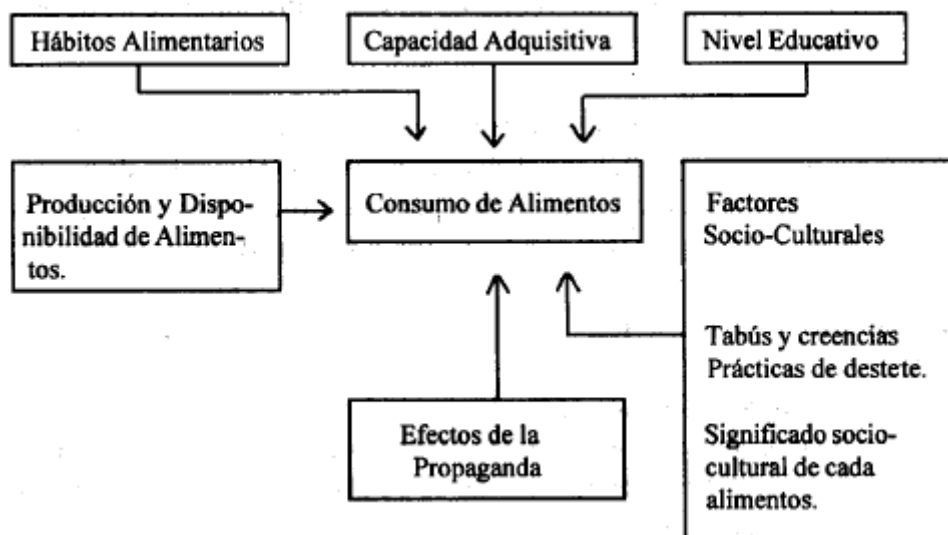 Hábitos Alimentarios
Capacidad Adquisitiva
Nivel Educativo
Producción y Dispo-
nibilidad de Alimen-
tos.
Consumo de Alimentos
Factores
Socio-Culturales
Tabús y creencías
Prácticas de destete.
Significado socio-
cultural de cada
alimentos.
Efectos de la
Propaganda